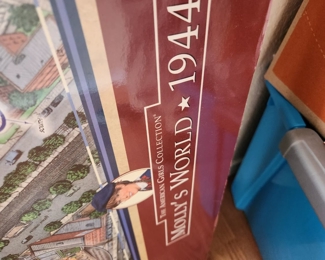 THE AMERICAN GIRLS COLLECTION®
MOLLY'S WORLD ★ 1944